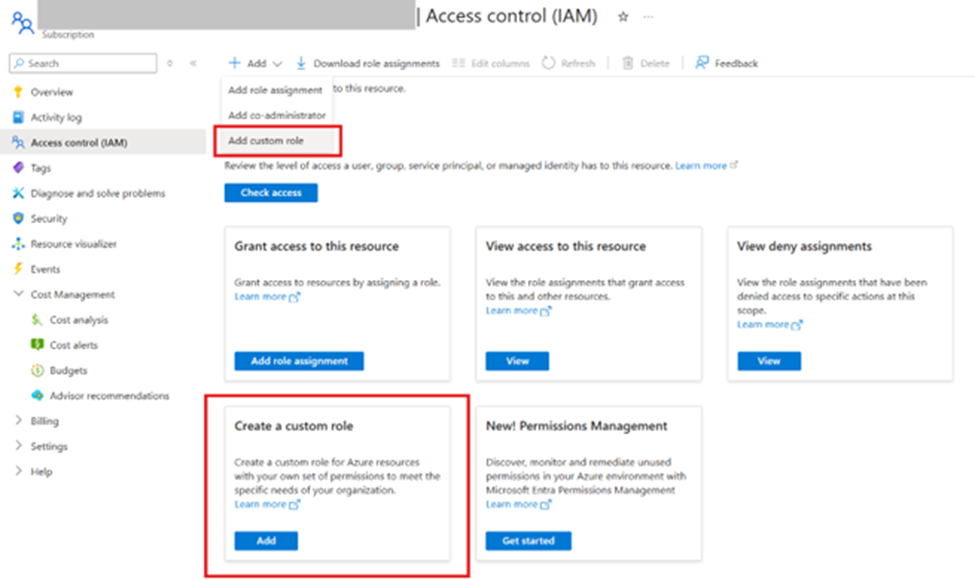 | Access control (IAM)
Subscription
Search
Add
Download role assignments
Edit columns
Refresh
Delete
Feedback
Overview
Activity log
Access control (IAM)
Tags
Diagnose and solve problems
Security
Resource visualizer
Events
Cost Management
Cost analysis
Cost alerts
Budgets
Advisor recommendations
Billing
Settings
Help
Add role assignment
to this resource.
Add co-administrator
Add custom role
Review the level of access a user, group, service principal, or managed identity has to this resource. Learn more
Check access
Grant access to this resource
Grant access to resources by assigning a role.
Learn more
Add role assignment
View access to this resource
View the role assignments that grant access
to this and other resources.
Learn more
View
View deny assignments
View the role assignments that have been
denied access to specific actions at this
scope.
Learn more
View
Create a custom role
Create a custom role for Azure resources
with your own set of permissions to meet the
specific needs of your organization.
Learn more
Add
New! Permissions Management
Discover, monitor and remediate unused
permissions in your Azure environment with
Microsoft Entra Permissions Management
Learn more
Get started